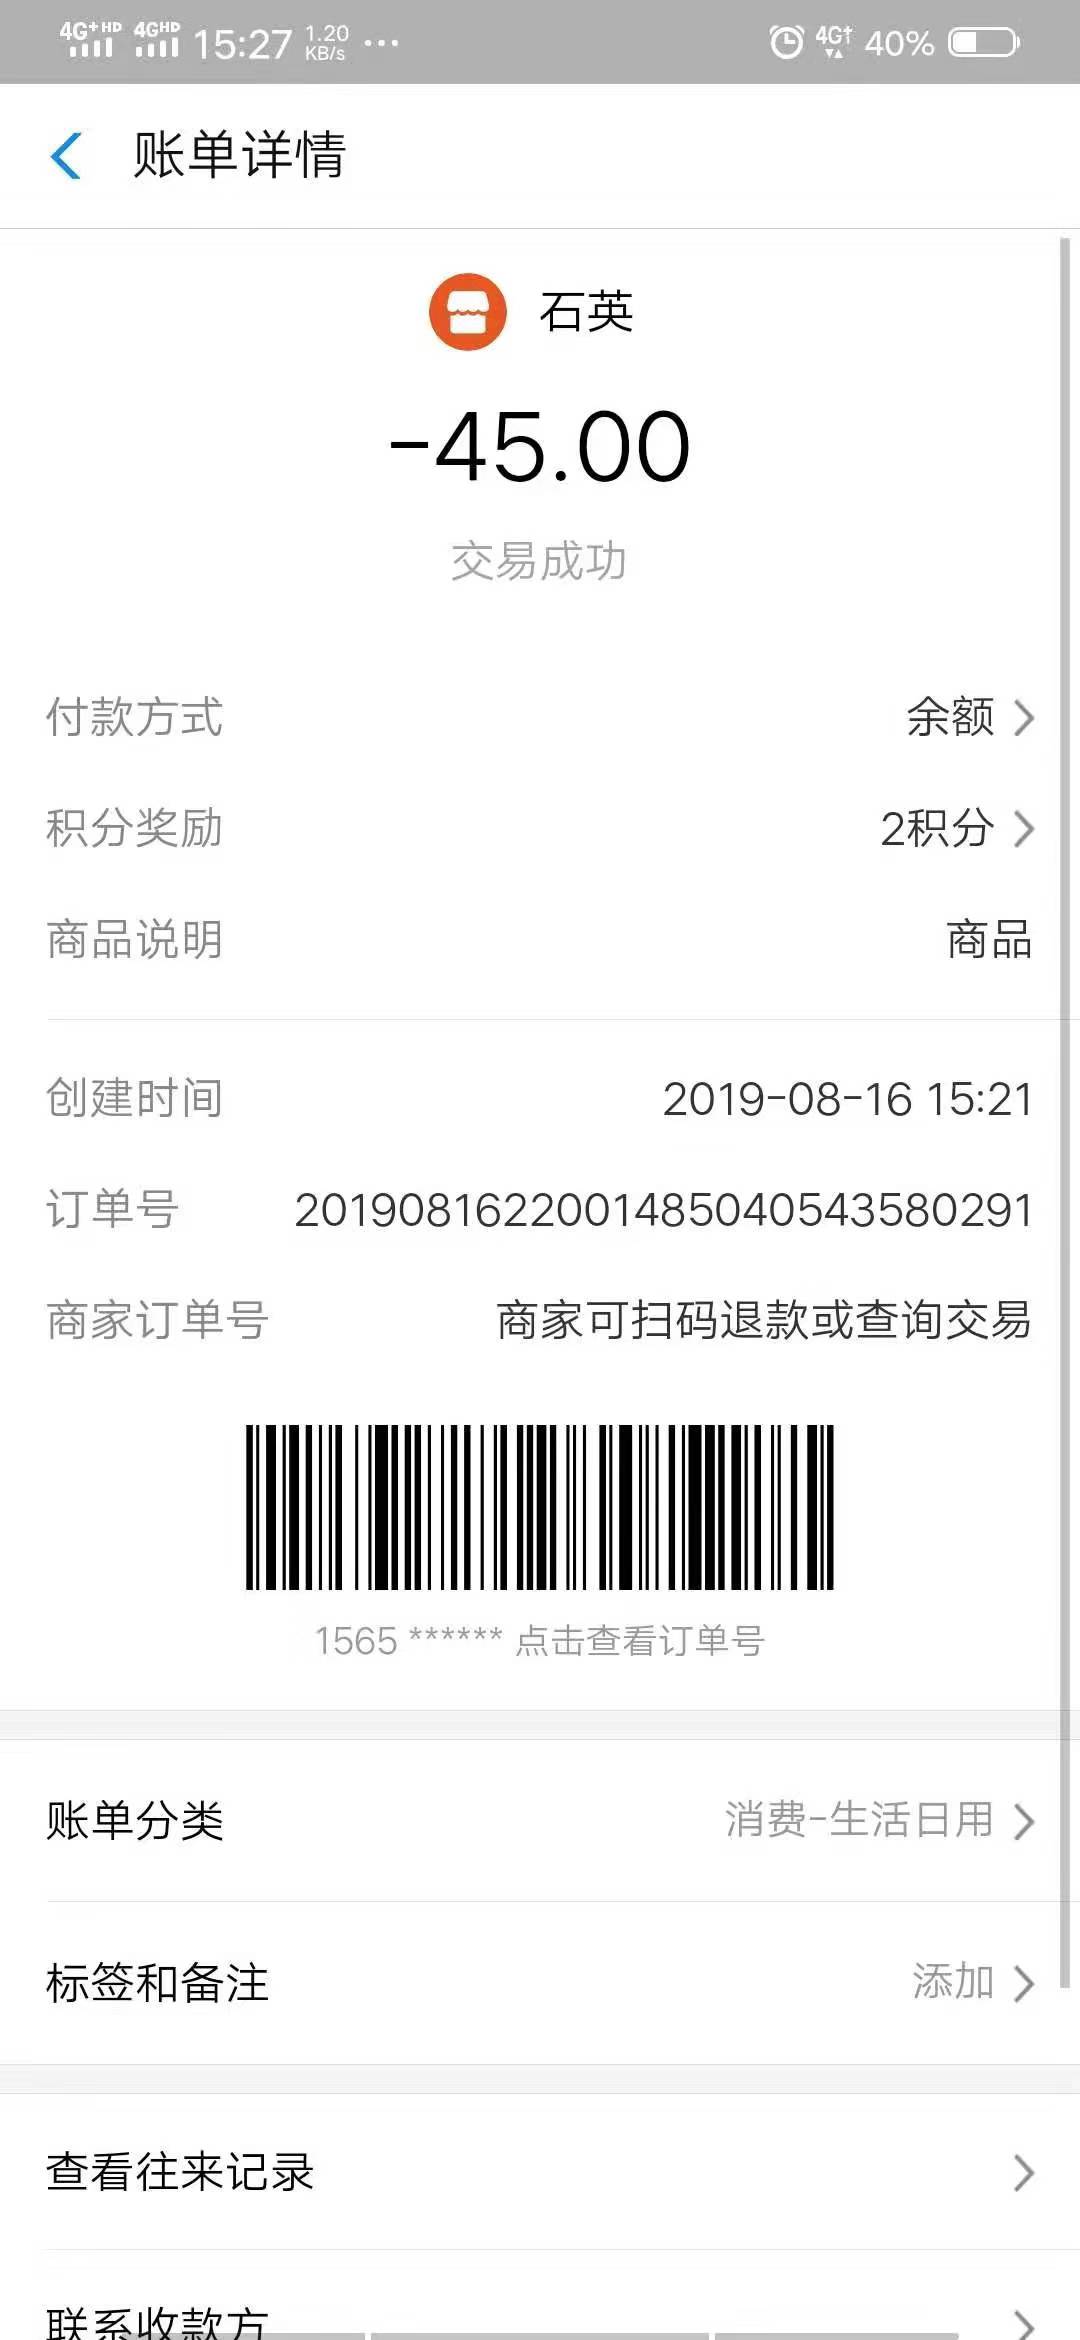 4G+HD 4GHD 15:27 1.20 KB/s ··· 4G 40%
账单详情
石英
-45.00
交易成功
付款方式 余额
积分奖励 2积分
商品说明 商品
创建时间 2019-08-16 15:21
订单号 2019081622001485040543580291
商家订单号 商家可扫码退款或查询交易
1565 ****** 点击查看订单号
账单分类 消费-生活日用
标签和备注 添加
查看往来记录
联系收款方